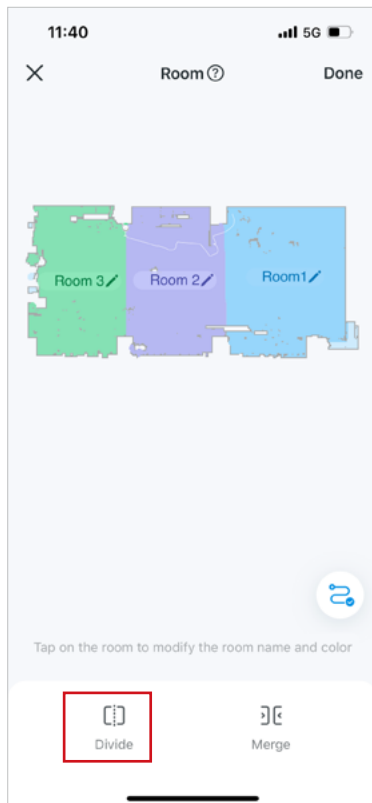 11:40 5G
Room ?
Done
Room 3
Room 2
Room1
Tap on the room to modify the room name and color
Divide
Merge